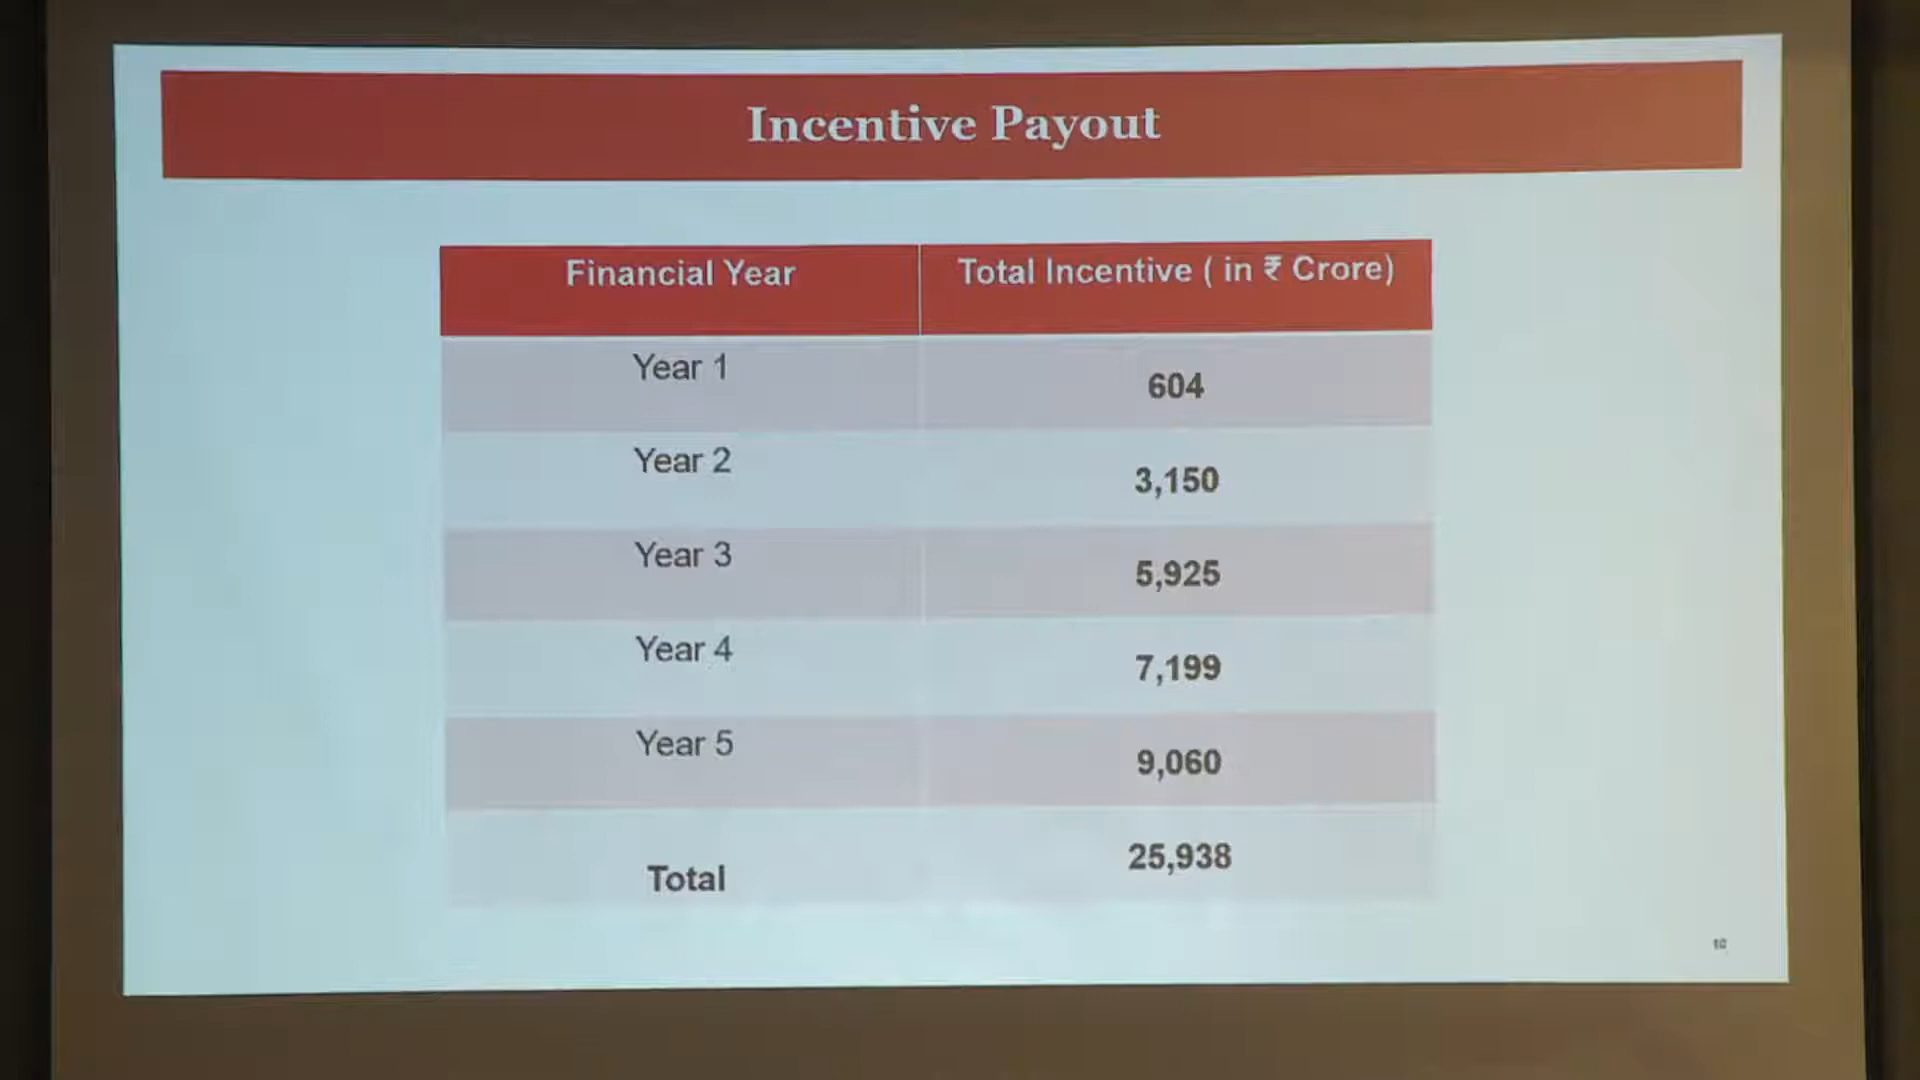 Incentive Payout
Financial Year Total Incentive ( in ₹ Crore)
Year 1 604
Year 2 3,150
Year 3 5,925
Year 4 7,199
Year 5 9,060
Total 25,938
10